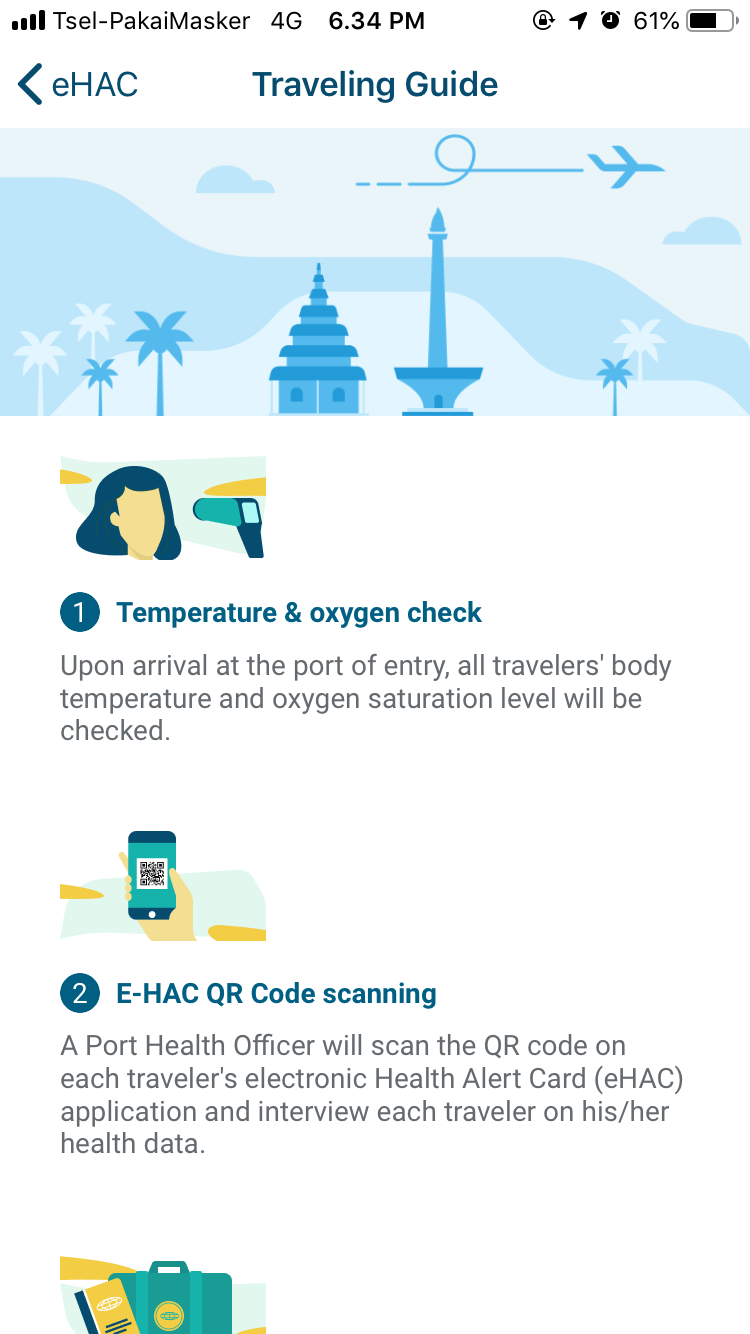 Tsel-PakaiMasker 4G 6.34 PM 61%
eHAC Traveling Guide
1 Temperature & oxygen check
Upon arrival at the port of entry, all travelers' body
temperature and oxygen saturation level will be
checked.
2 E-HAC QR Code scanning
A Port Health Officer will scan the QR code on
each traveler's electronic Health Alert Card (eHAC)
application and interview each traveler on his/her
health data.